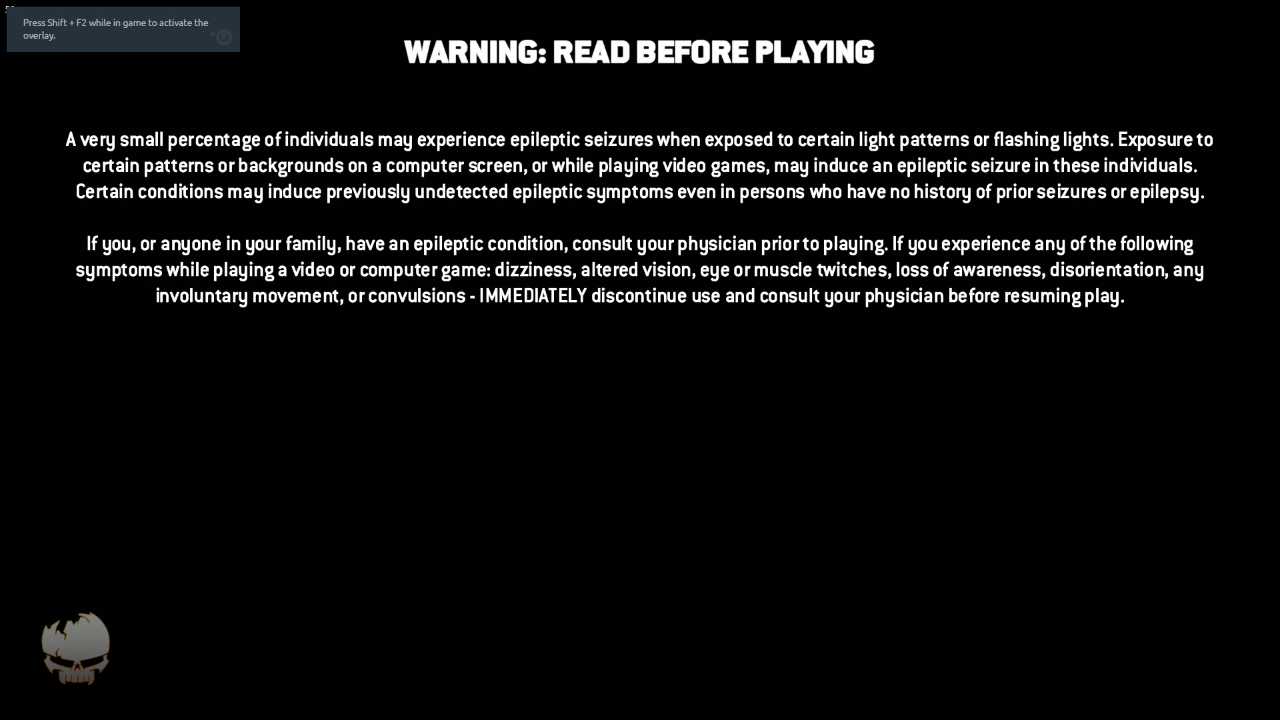 Press Shift + F2 while in game to activate the
overlay.
WARNING: READ BEFORE PLAYING
A very small percentage of individuals may experience epileptic seizures when exposed to certain light patterns or flashing lights. Exposure to
certain patterns or backgrounds on a computer screen, or while playing video games, may induce an epileptic seizure in these individuals.
Certain conditions may induce previously undetected epileptic symptoms even in persons who have no history of prior seizures or epilepsy.
If you, or anyone in your family, have an epileptic condition, consult your physician prior to playing. If you experience any of the following
symptoms while playing a video or computer game: dizziness, altered vision, eye or muscle twitches, loss of awareness, disorientation, any
involuntary movement, or convulsions - IMMEDIATELY discontinue use and consult your physician before resuming play.